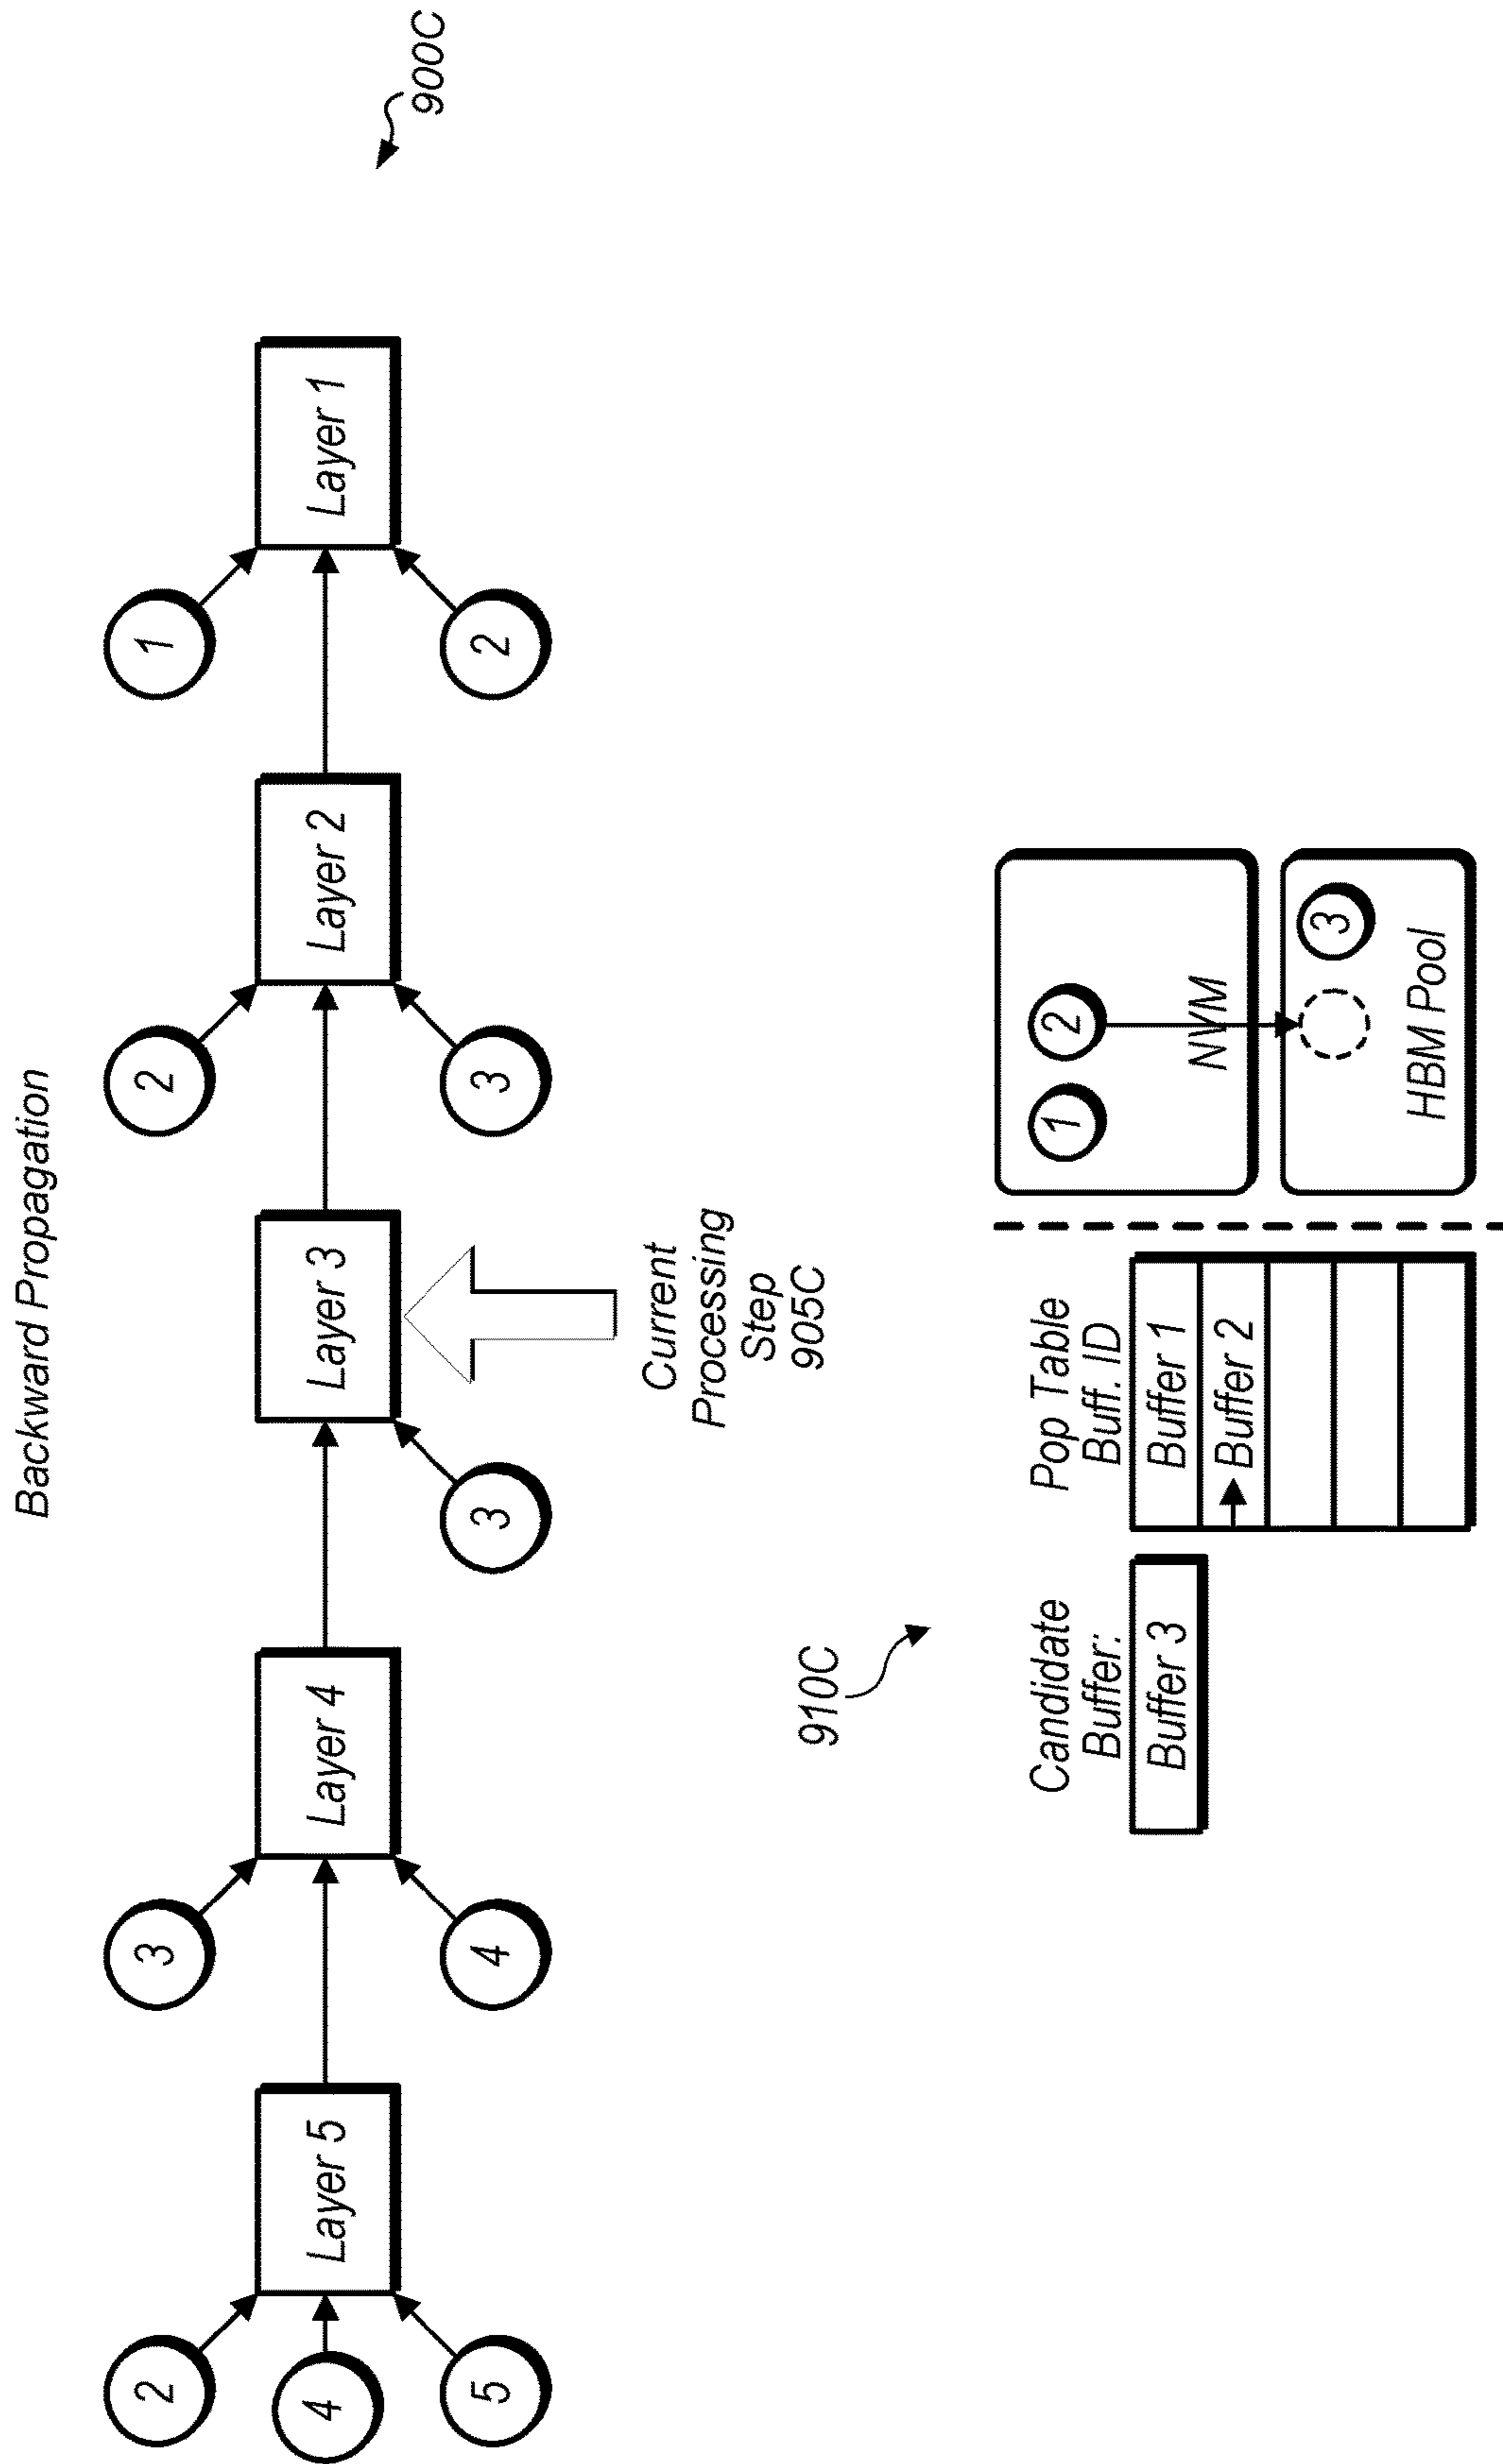 Backward Propagation
900C
2
4
5
Layer 5
3
4
Layer 4
3
Layer 3
2
3
Layer 2
1
2
Layer 1
Current
Processing
Step
905C
910C
Candidate
Buffer:
Buffer 3
Pop Table
Buff. ID
Buffer 1
Buffer 2
1
2
NVM
3
HBM Pool